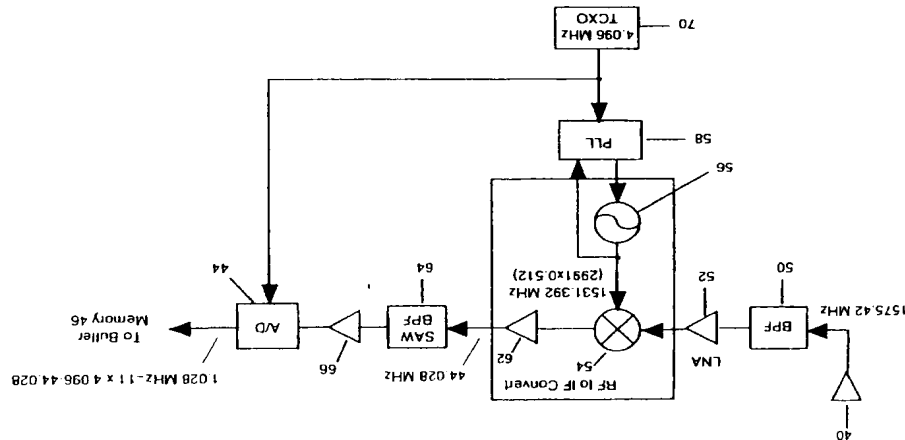 40
1575.42 MHz
BPF
50
LNA
52
RF to IF Convert
54
62
44.028 MHz
SAW
BPF
64
66
A/D
44
1.028 MHz=11 x 4.096-44.028
To Buffer
Memory 46
1531.392 MHz
(2991x0.512)
56
PLL
58
4.096 MHz
TCXO
70